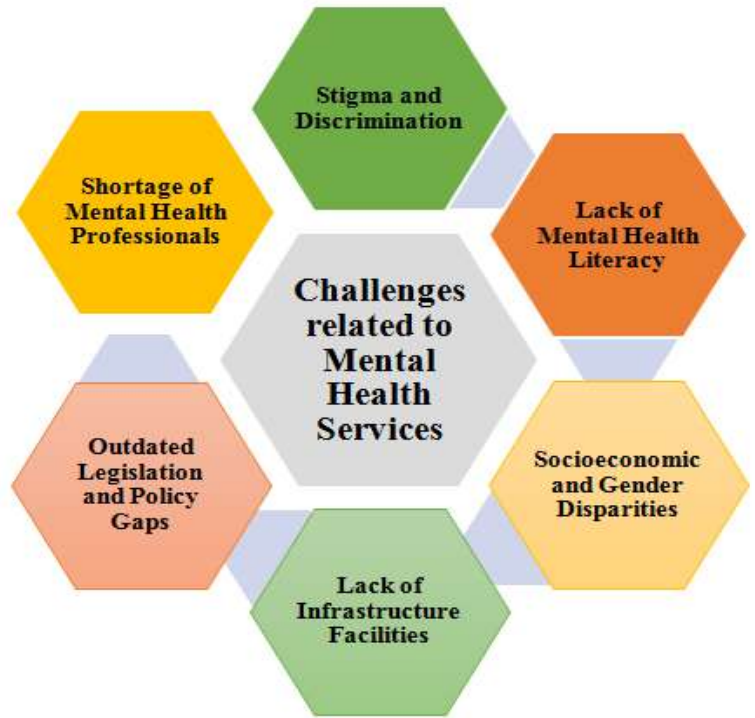 Stigma and
Discrimination
Shortage of
Mental Health
Professionals
Lack of
Mental Health
Literacy
Challenges
related to
Mental
Health
Services
Outdated
Legislation
and Policy
Gaps
Socioeconomic
and Gender
Disparities
Lack of
Infrastructure
Facilities